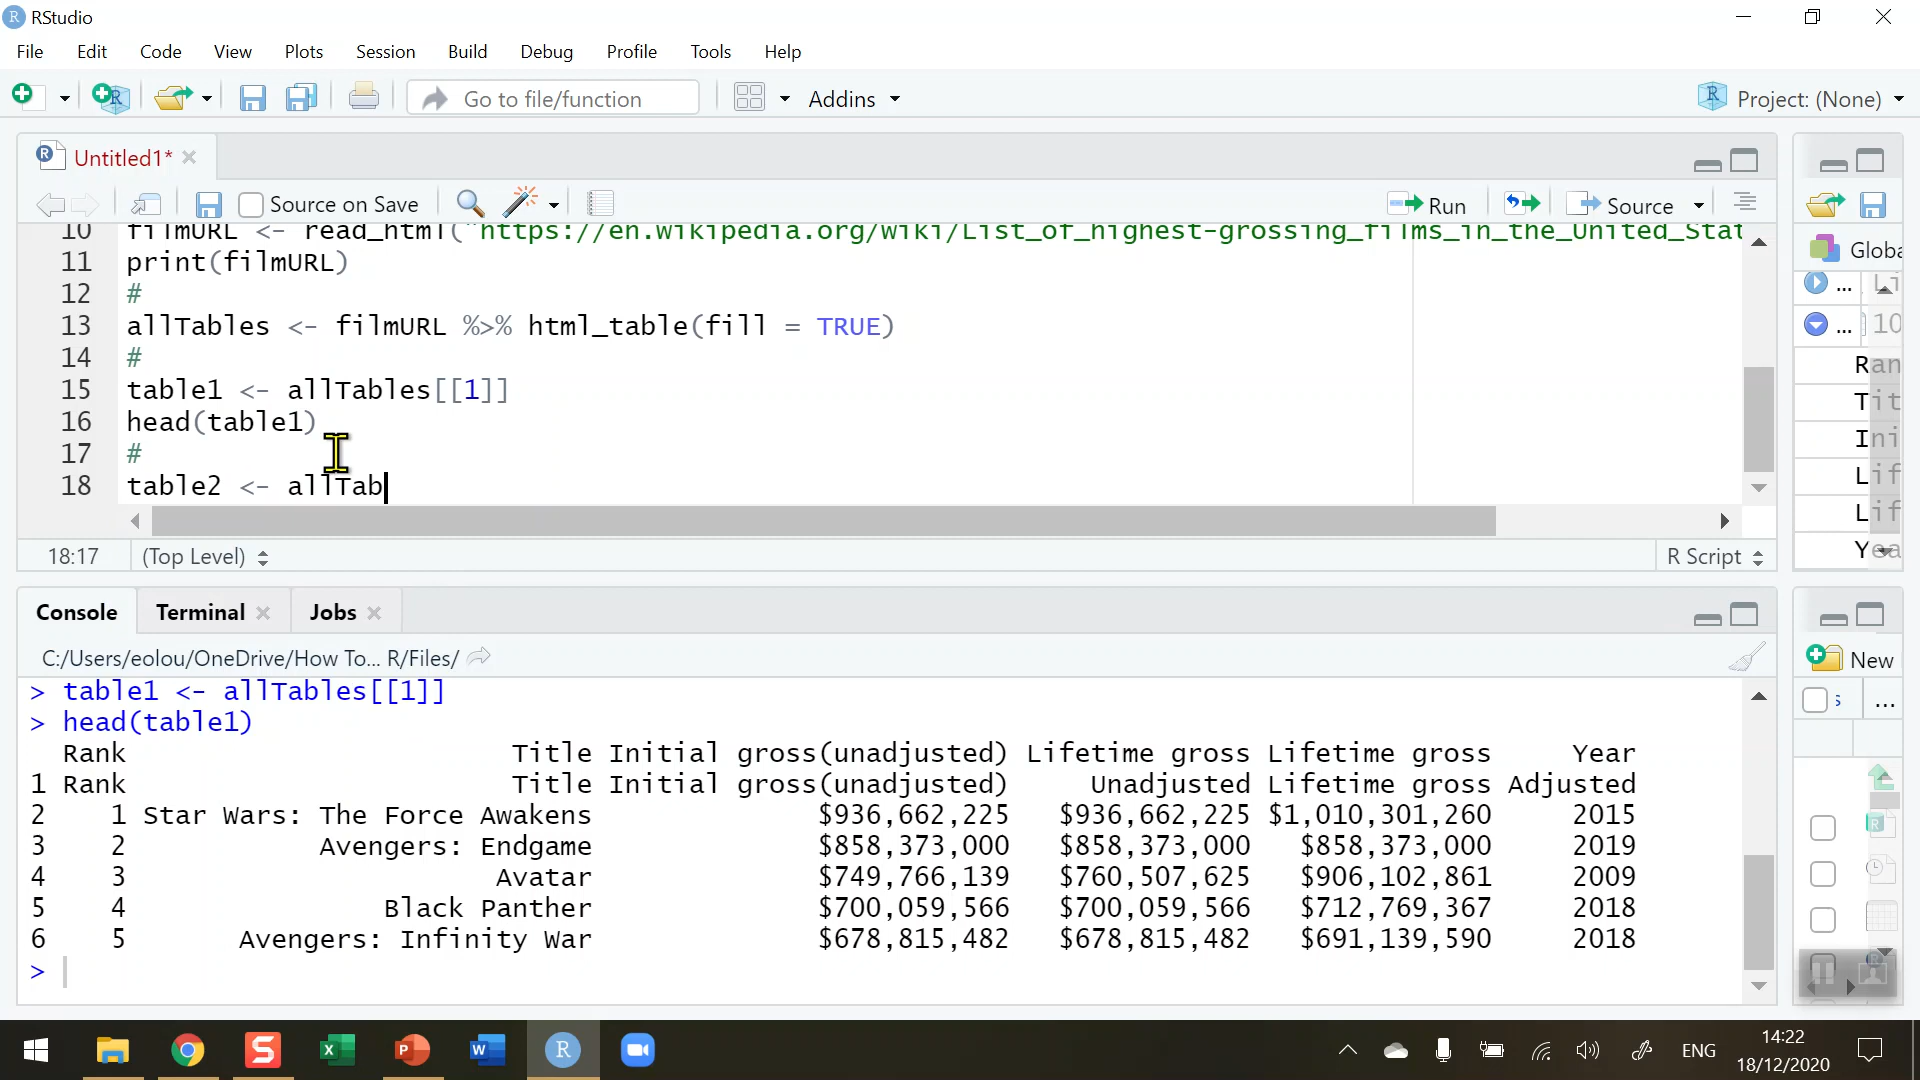 RStudio
File Edit Code View Plots Session Build Debug Profile Tools Help
Go to file/function Addins Project: (None)
Untitled1*
Source on Save Run Source
10 filmURL <- read_html("https://en.wikipedia.org/wiki/List_of_highest-grossing_films_in_the_United_Stat
11 print(filmURL)
12 #
13 allTables <- filmURL %>% html_table(fill = TRUE)
14 #
15 table1 <- allTables[[1]]
16 head(table1)
17 #
18 table2 <- allTab
18:17 (Top Level) R Script
Globa
... Li
... 10
Ran
Tit
Ini
Lif
Lif
Yea
Console Terminal Jobs
C:/Users/eolou/OneDrive/How To... R/Files/
New
s ...
> table1 <- allTables[[1]]
> head(table1)
Rank Title Initial gross(unadjusted) Lifetime gross Lifetime gross Year
1 Rank Title Initial gross(unadjusted) Unadjusted Lifetime gross Adjusted
2 1 Star Wars: The Force Awakens $936,662,225 $936,662,225 $1,010,301,260 2015
3 2 Avengers: Endgame $858,373,000 $858,373,000 $858,373,000 2019
4 3 Avatar $749,766,139 $760,507,625 $906,102,861 2009
5 4 Black Panther $700,059,566 $700,059,566 $712,769,367 2018
6 5 Avengers: Infinity War $678,815,482 $678,815,482 $691,139,590 2018
>
ENG
14:22
18/12/2020